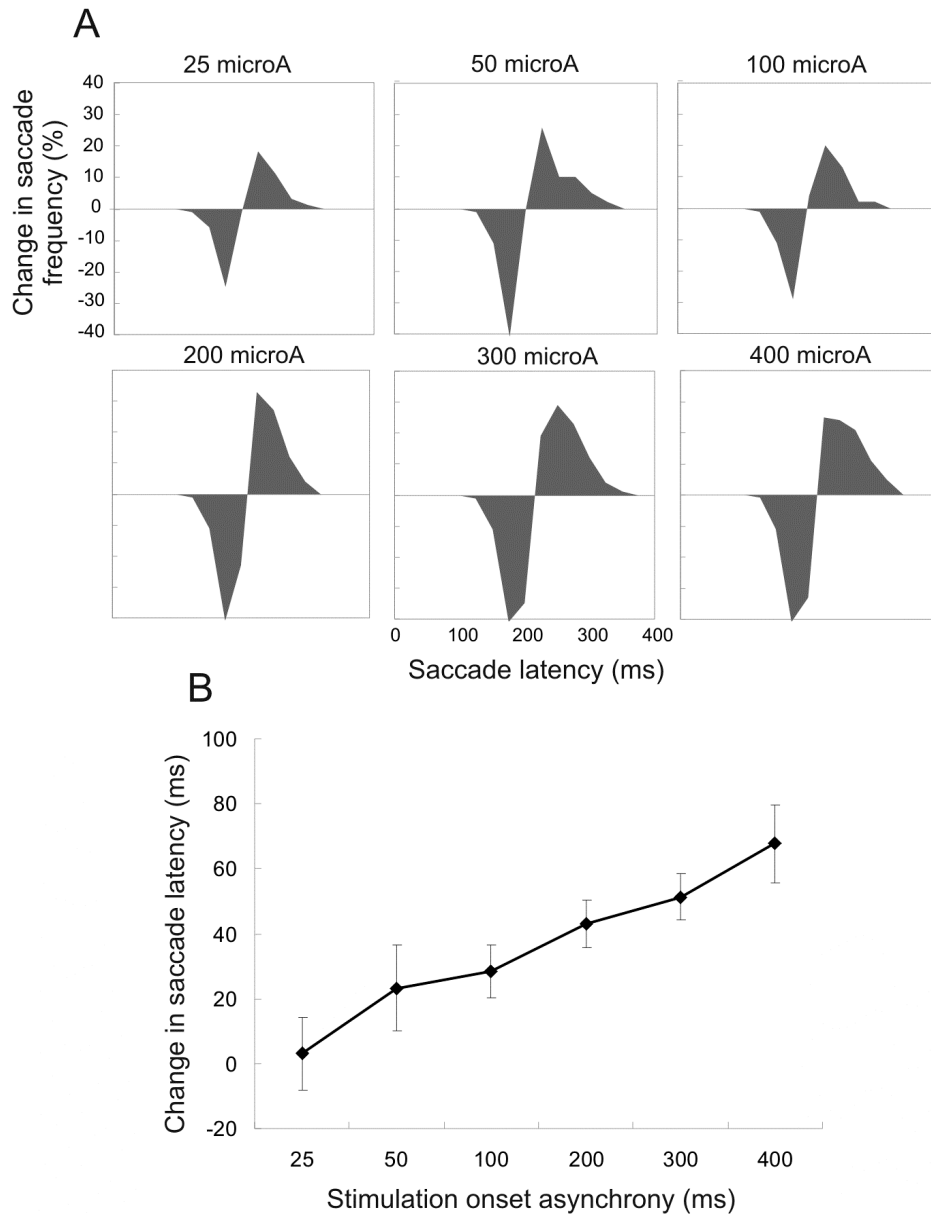 A
25 microA
50 microA
100 microA
Change in saccade
frequency (%)
40
30
20
10
0
-10
-20
-30
-40
200 microA
300 microA
400 microA
0 100 200 300 400
Saccade latency (ms)
B
Change in saccade latency (ms)
100
80
60
40
20
0
-20
25 50 100 200 300 400
Stimulation onset asynchrony (ms)